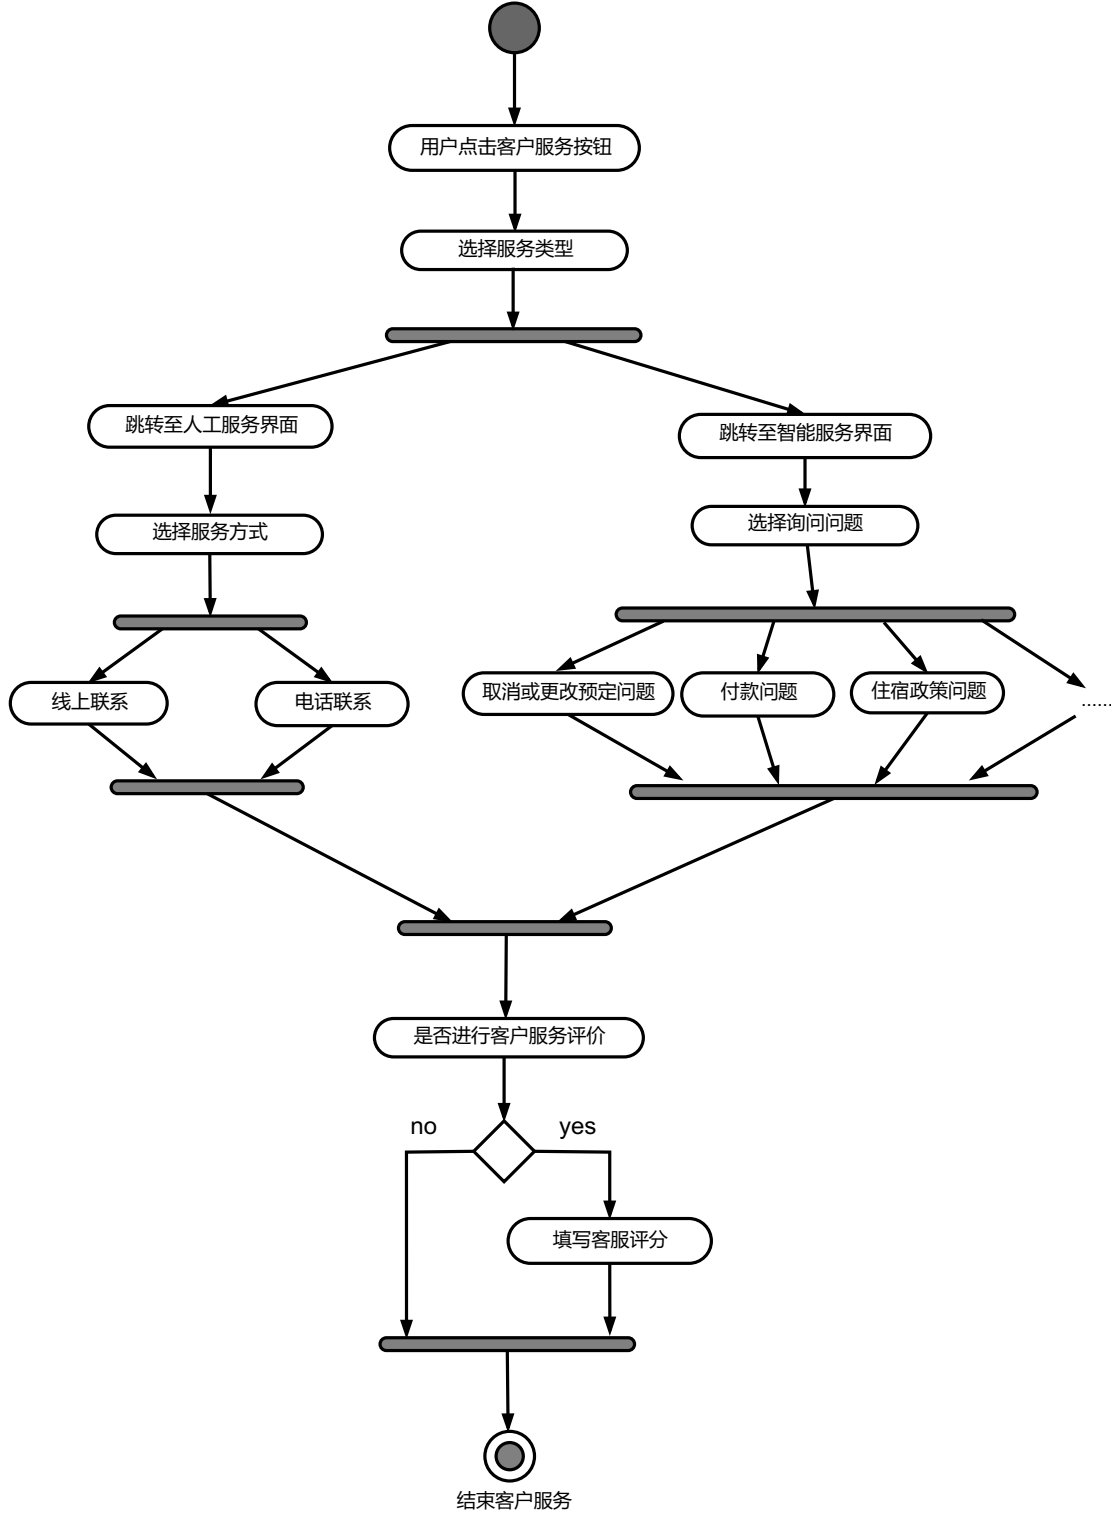 用户点击客户服务按钮
选择服务类型
跳转至人工服务界面
跳转至智能服务界面
选择服务方式
选择询问问题
线上联系
电话联系
取消或更改预定问题
付款问题
住宿政策问题
......
是否进行客户服务评价
no
yes
填写客服评分
结束客户服务